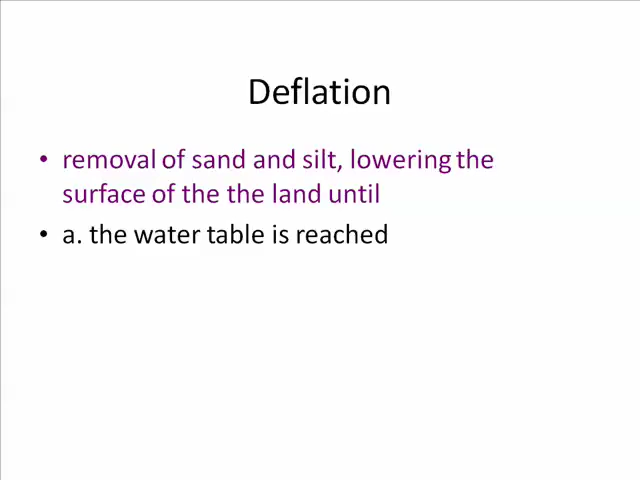 Deflation
• removal of sand and silt, lowering the
surface of the the land until
• a. the water table is reached